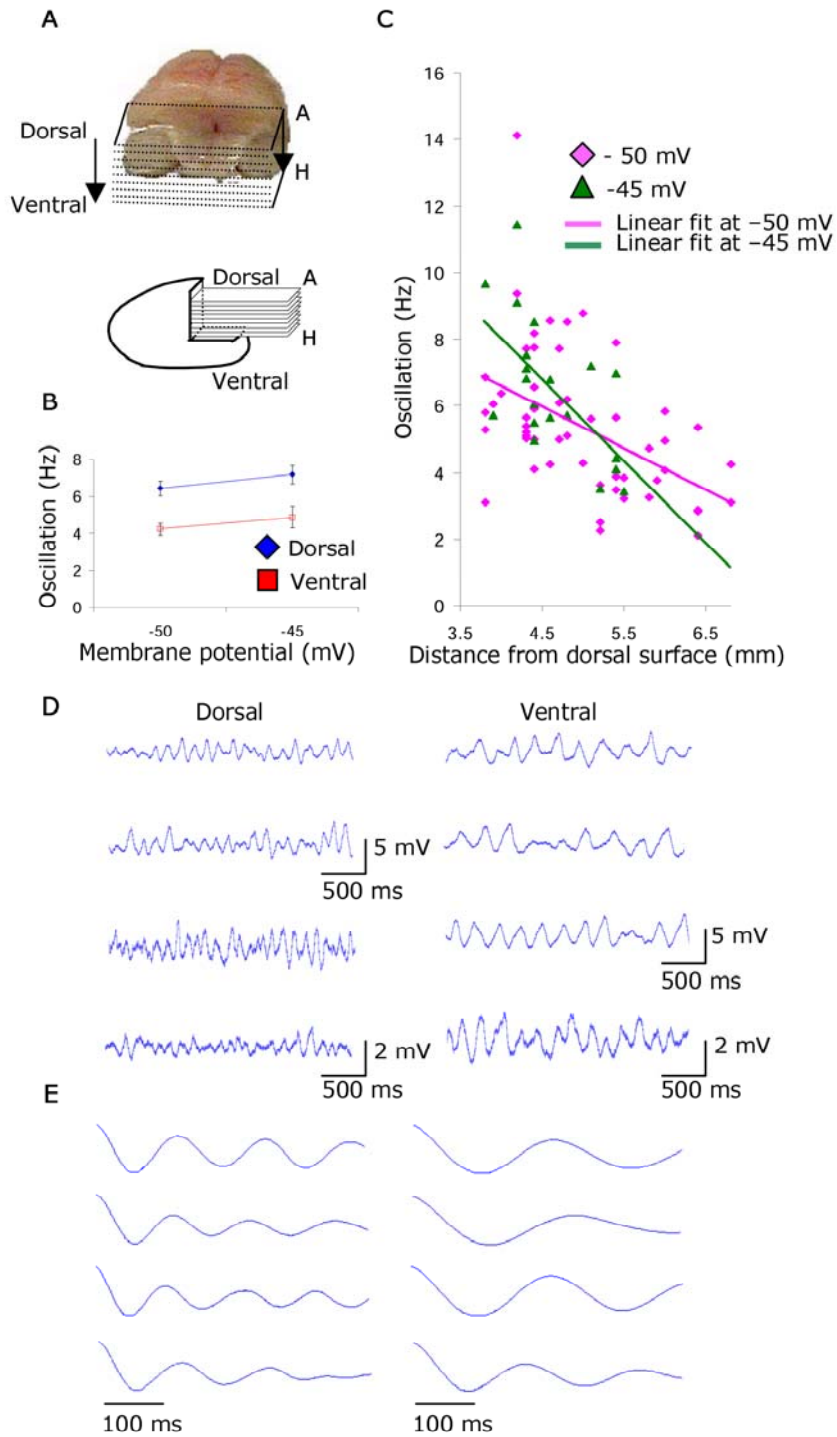 A
Dorsal
Ventral
A
H
Dorsal
A
H
Ventral
B
Oscillation (Hz)
8
6
4
2
0
-50
-45
Membrane potential (mV)
Dorsal
Ventral
C
Oscillation (Hz)
16
14
12
10
8
6
4
2
0
3.5
4.5
5.5
6.5
Distance from dorsal surface (mm)
- 50 mV
-45 mV
Linear fit at –50 mV
Linear fit at –45 mV
D
Dorsal
Ventral
5 mV
500 ms
5 mV
500 ms
2 mV
500 ms
2 mV
500 ms
E
100 ms
100 ms